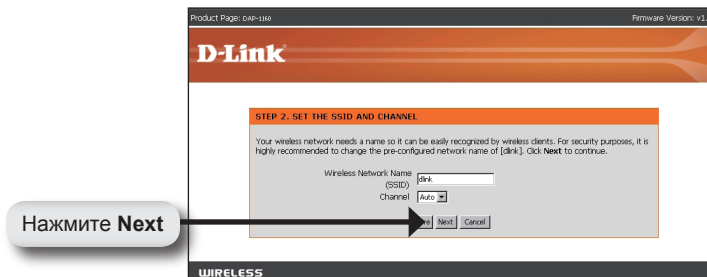 Product Page: DAP-1160 Firmware Version: v1.
D-Link
STEP 2. SET THE SSID AND CHANNEL
Your wireless network needs a name so it can be easily recognized by wireless clients. For security purposes, it is
highly recommended to change the pre-configured network name of [dlink]. Click Next to continue.
Wireless Network Name
(SSID) dlink
Channel Auto
Next Cancel
Нажмите Next
WIRELESS